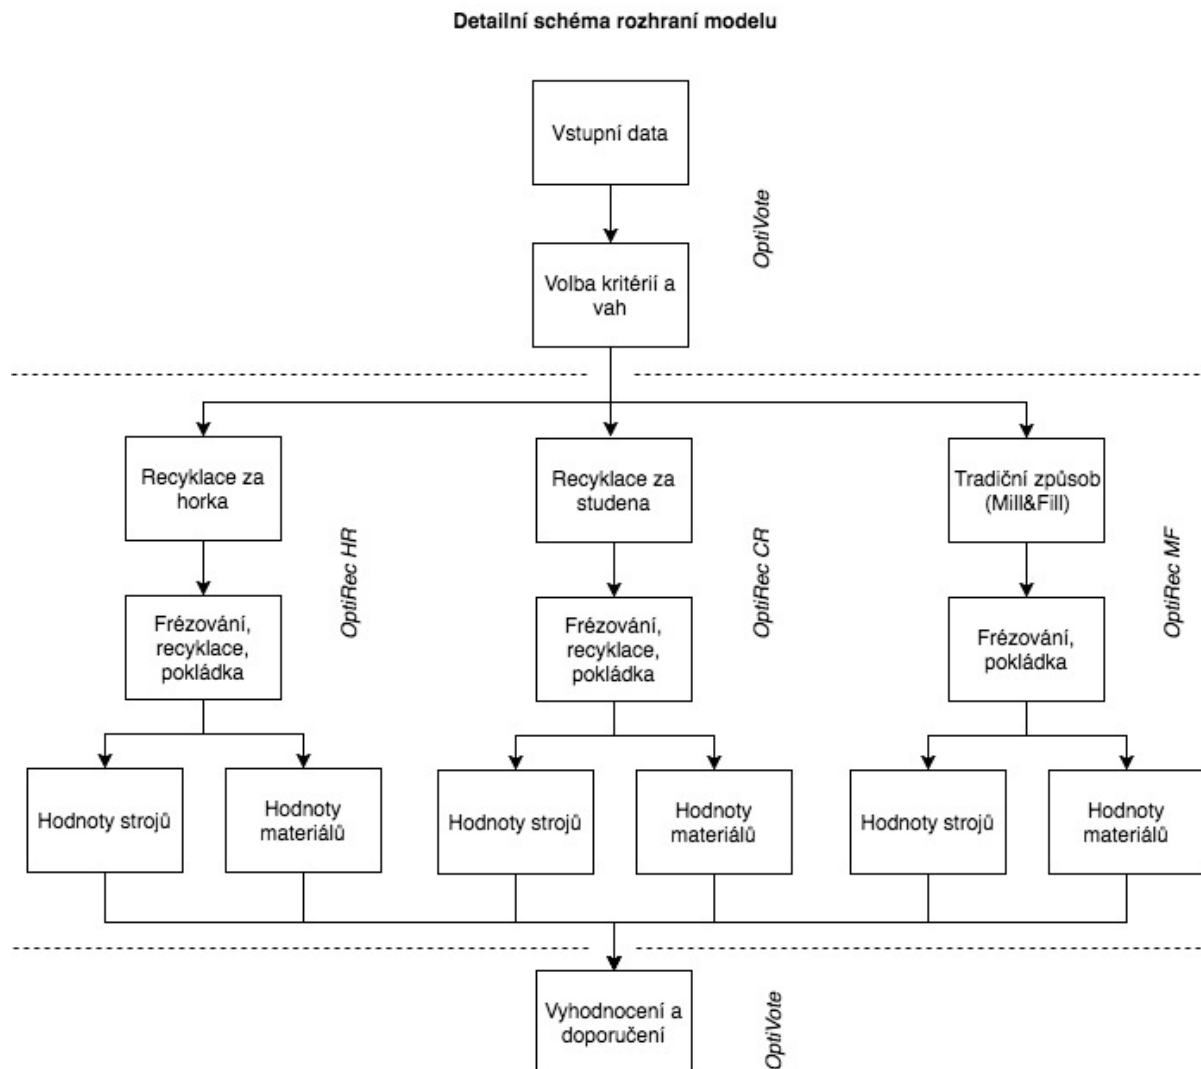 Detailní schéma rozhraní modelu
Vstupní data
OptiVote
Volba kritérií a
vah
Recyklace za
horka
Recyklace za
studena
Tradiční způsob
(Mill&Fill)
OptiRec HR
OptiRec CR
OptiRec MF
Frézování,
recyklace,
pokládka
Frézování,
recyklace,
pokládka
Frézování,
pokládka
Hodnoty strojů
Hodnoty
materiálů
Hodnoty strojů
Hodnoty
materiálů
Hodnoty strojů
Hodnoty
materiálů
Vyhodnocení a
doporučení
OptiVote